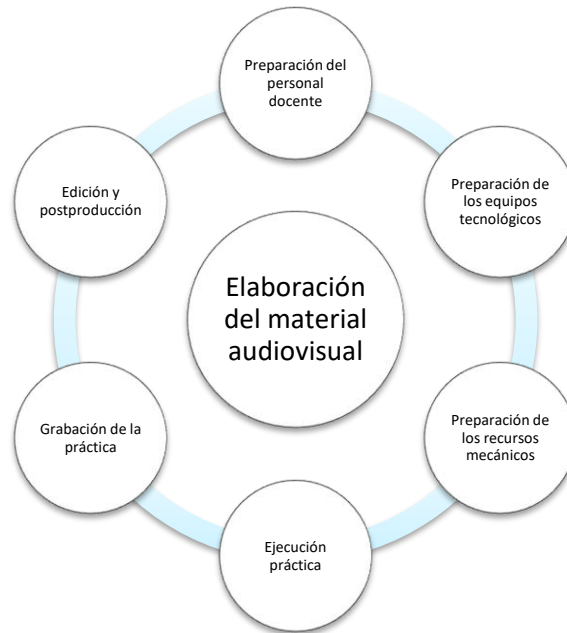 Preparación del
personal
docente
Preparación de
los equipos
tecnológicos
Preparación de
los recursos
mecánicos
Ejecución
práctica
Grabación de la
práctica
Edición y
postproducción
Elaboración
del material
audiovisual